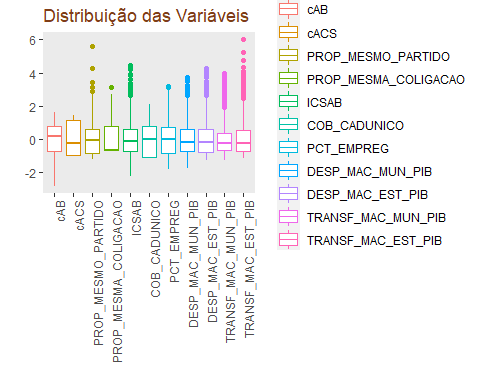 Distribuição das Variáveis
6
4
2
0
-2
cAB
cACS
PROP_MESMO_PARTIDO
PROP_MESMA_COLIGACAO
ICSAB
COB_CADUNICO
PCT_EMPREG
DESP_MAC_MUN_PIB
DESP_MAC_EST_PIB
TRANSF_MAC_MUN_PIB
TRANSF_MAC_EST_PIB
cAB
cACS
PROP_MESMO_PARTIDO
PROP_MESMA_COLIGACAO
ICSAB
COB_CADUNICO
PCT_EMPREG
DESP_MAC_MUN_PIB
DESP_MAC_EST_PIB
TRANSF_MAC_MUN_PIB
TRANSF_MAC_EST_PIB